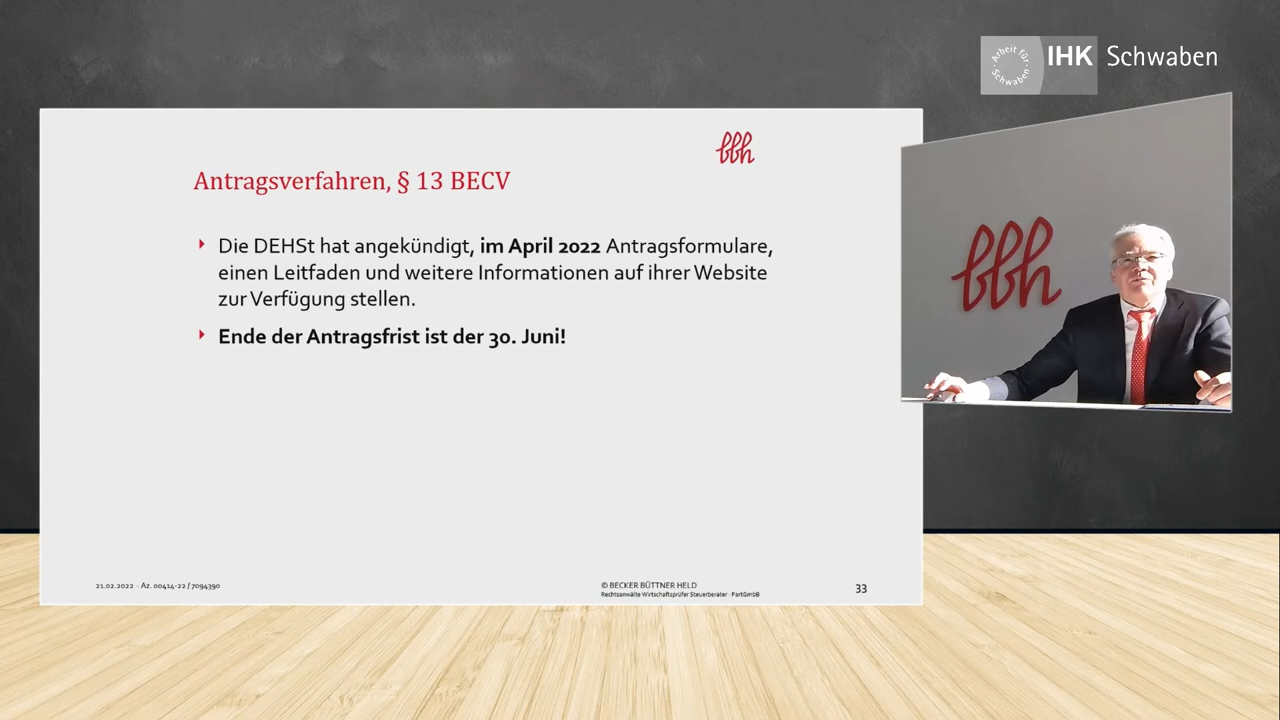 Arbeit für Schwaben
IHK Schwaben
bbh
Antragsverfahren, § 13 BECV
Die DEHSt hat angekündigt, im April 2022 Antragsformulare,
einen Leitfaden und weitere Informationen auf ihrer Website
zur Verfügung stellen.
Ende der Antragsfrist ist der 30. Juni!
bbh
21.02.2022 · Az. 00414-22 / 7094390
© BECKER BÜTTNER HELD
Rechtsanwälte Wirtschaftsprüfer Steuerberater · PartGmbB
33